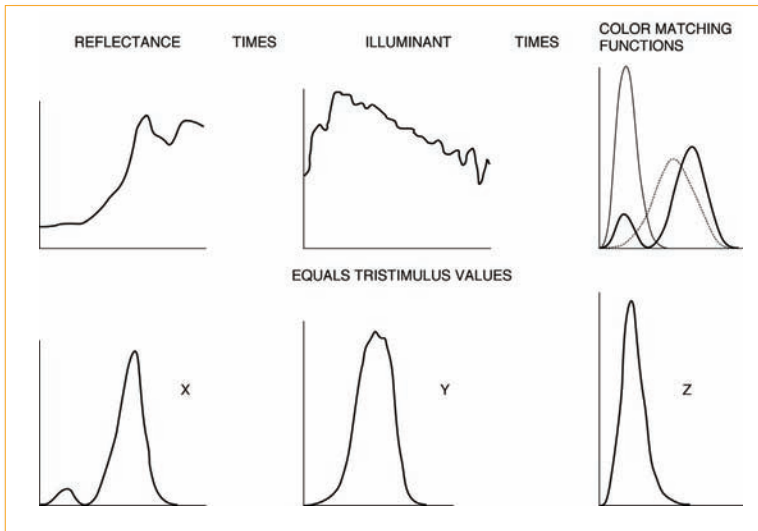 REFLECTANCE TIMES ILLUMINANT TIMES COLOR MATCHING
FUNCTIONS
EQUALS TRISTIMULUS VALUES
X Y Z